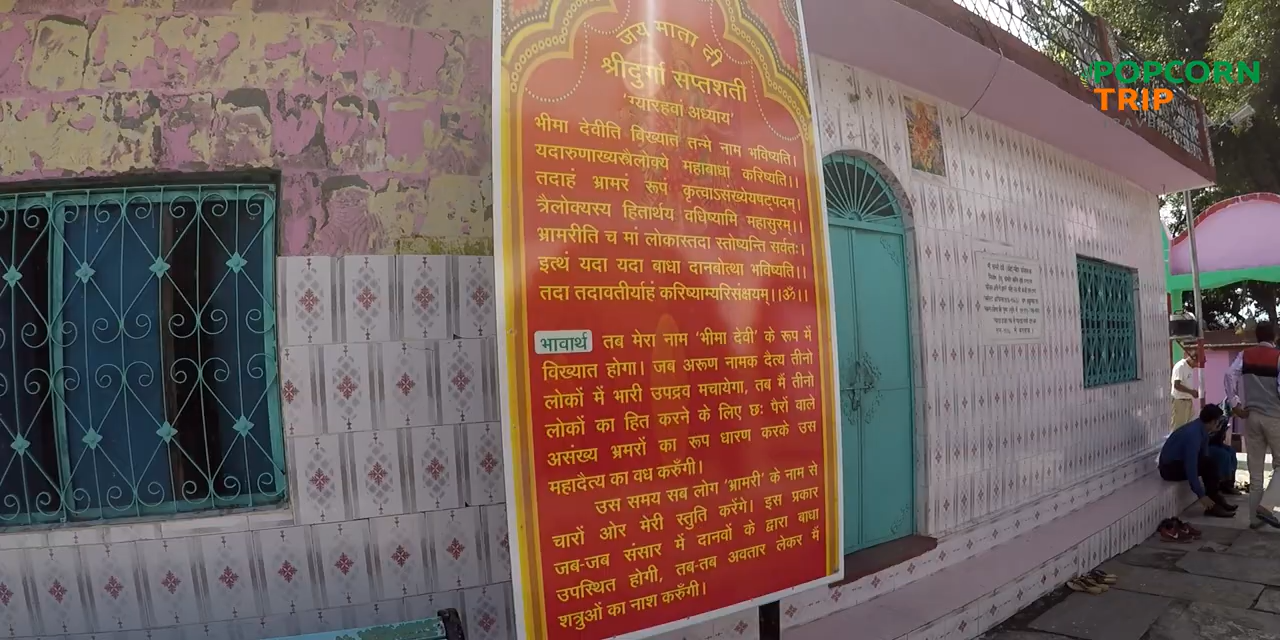 जय माता दी
श्रीदुर्गा सप्तशती
'ग्यारहवां अध्याय'
भीमा देवीति विख्यात तन्मे नाम भविष्यति।
यदारुणाख्यस्त्रैलोक्ये महाबाधां करिष्यति।।
तदाहं भ्रामरं रूपं कृत्वाऽसंख्येयषट्पदम्।
त्रैलोक्यस्य हितार्थय वधिष्यामि महासुरम्।।
भ्रामरीति च मां लोकास्तदा स्तोष्यन्ति सर्वतः।
इत्थं यदा यदा बाधा दानवोत्था भविष्यति।।
तदा तदावतीर्याहं करिष्याम्यरिसंक्षयम्।।ॐ।।
भावार्थ तब मेरा नाम 'भीमा देवी' के रूप में
विख्यात होगा। जब अरूण नामक दैत्य तीनो
लोकों में भारी उपद्रव मचायेगा, तब मैं तीनो
लोकों का हित करने के लिए छः पैरों वाले
असंख्य भ्रमरों का रूप धारण करके उस
महादैत्य का वध करुँगी।
उस समय सब लोग 'भ्रामरी' के नाम से
चारों ओर मेरी स्तुति करेंगे। इस प्रकार
जब-जब संसार में दानवों के द्वारा बाधा
उपस्थित होगी, तब-तब अवतार लेकर मैं
शत्रुओं का नाश करुँगी।
POPCORN
TRIP